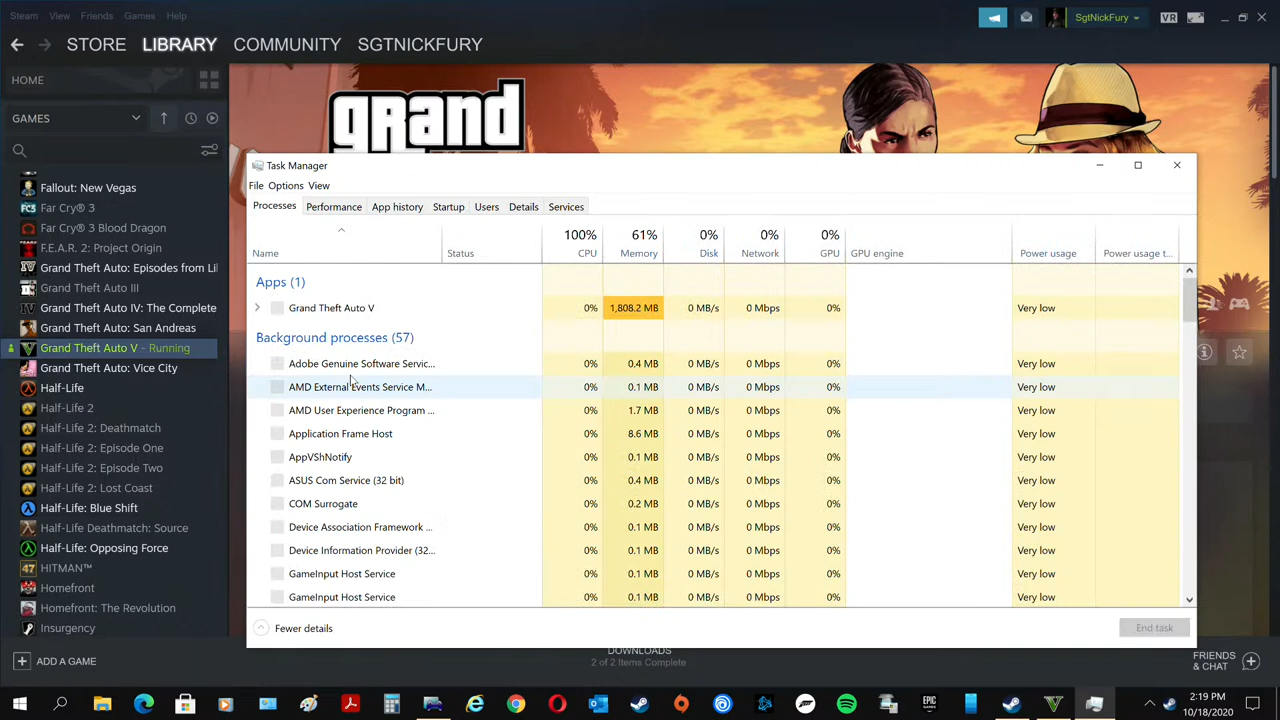 Steam View Friends Games Help
SgtNickFury
VR
STORE LIBRARY COMMUNITY SGTNICKFURY
HOME
GAMES
Fallout: New Vegas
Far Cry® 3
Far Cry® 3 Blood Dragon
F.E.A.R. 2: Project Origin
Grand Theft Auto: Episodes from Li
Grand Theft Auto III
Grand Theft Auto IV: The Complete
Grand Theft Auto: San Andreas
Grand Theft Auto V - Running
Grand Theft Auto: Vice City
Half-Life
Half-Life 2
Half-Life 2: Deathmatch
Half-Life 2: Episode One
Half-Life 2: Episode Two
Half-Life 2: Lost Coast
Half-Life: Blue Shift
Half-Life Deathmatch: Source
Half-Life: Opposing Force
HITMAN™
Homefront
Homefront: The Revolution
Insurgency
ADD A GAME
grand
Task Manager
File Options View
Processes Performance App history Startup Users Details Services
100% 61% 0% 0% 0%
Name Status CPU Memory Disk Network GPU GPU engine Power usage Power usage t...
Apps (1)
Grand Theft Auto V 0% 1,808.2 MB 0 MB/s 0 Mbps 0% Very low
Background processes (57)
Adobe Genuine Software Servic... 0% 0.4 MB 0 MB/s 0 Mbps 0% Very low
AMD External Events Service M... 0% 0.1 MB 0 MB/s 0 Mbps 0% Very low
AMD User Experience Program ... 0% 1.7 MB 0 MB/s 0 Mbps 0% Very low
Application Frame Host 0% 8.6 MB 0 MB/s 0 Mbps 0% Very low
AppVShNotify 0% 0.1 MB 0 MB/s 0 Mbps 0% Very low
ASUS Com Service (32 bit) 0% 0.4 MB 0 MB/s 0 Mbps 0% Very low
COM Surrogate 0% 0.2 MB 0 MB/s 0 Mbps 0% Very low
Device Association Framework ... 0% 0.1 MB 0 MB/s 0 Mbps 0% Very low
Device Information Provider (32... 0% 0.1 MB 0 MB/s 0 Mbps 0% Very low
GameInput Host Service 0% 0.1 MB 0 MB/s 0 Mbps 0% Very low
GameInput Host Service 0% 0.1 MB 0 MB/s 0 Mbps 0% Very low
Fewer details
End task
DOWNLOADS
2 of 2 Items Complete
FRIENDS
& CHAT
2:19 PM
10/18/2020